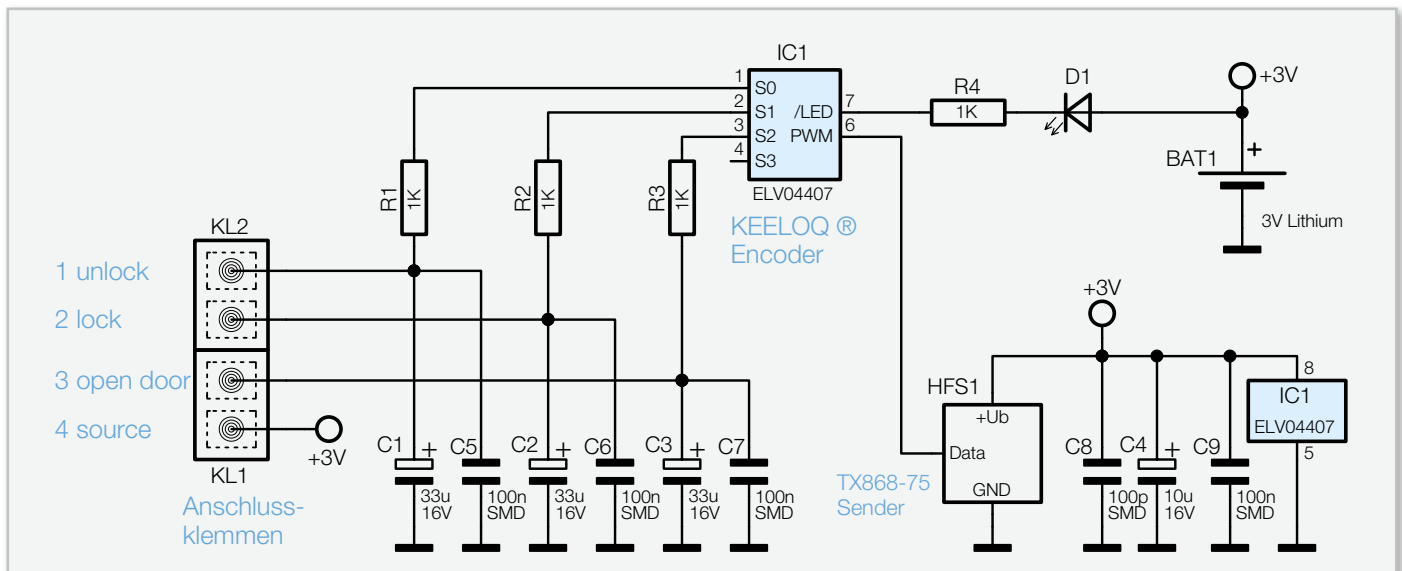 IC1
1
2
3
4
S0
S1
S2
S3
/LED
PWM
7
6
ELV04407
KEELOQ ®
Encoder
R4
1K
D1
+3V
BAT1
+
3V Lithium
R1
1K
R2
1K
R3
1K
KL2
1 unlock
2 lock
3 open door
4 source
+3V
KL1
Anschluss-
klemmen
C1
+
33u
16V
C5
100n
SMD
C2
+
33u
16V
C6
100n
SMD
C3
+
33u
16V
C7
100n
SMD
HFS1
+Ub
Data
GND
TX868-75
Sender
+3V
C8
100p
SMD
C4
+
10u
16V
C9
100n
SMD
8
IC1
ELV04407
5